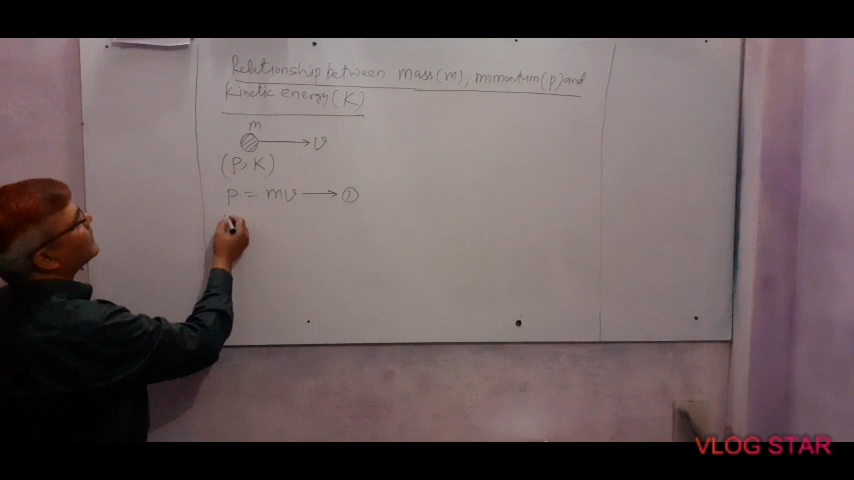 Relationship between mass(m), momentum(p) and
Kinetic energy(K)
m
v
(P, K)
P = mv → ①
VLOG STAR